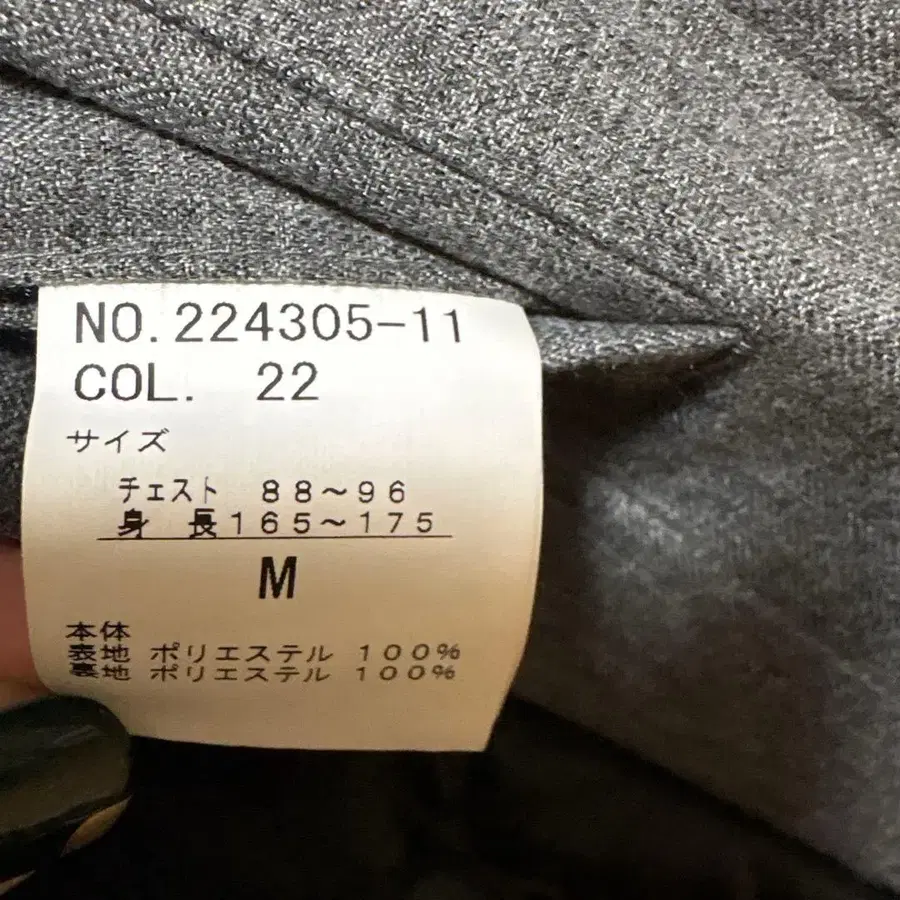 NO.224305-11
COL. 22
サイズ
チェスト 88～96
身 長165～175
M
本体
表地 ポリエステル 100%
裏地 ポリエステル 100%